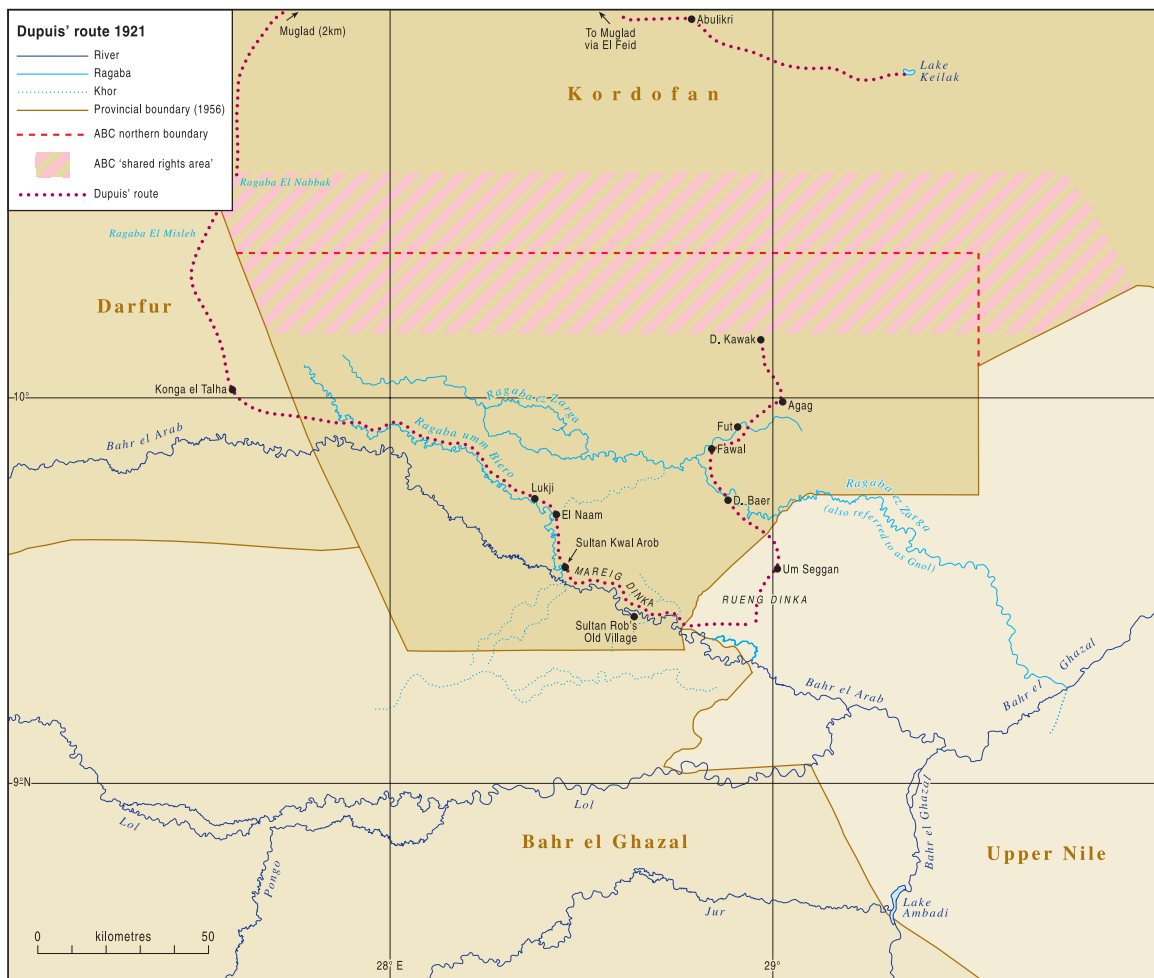 Dupuis' route 1921
River
Ragaba
Khor
Provincial boundary (1956)
ABC northern boundary
ABC 'shared rights area'
Dupuis' route
Muglad (2km)
To Muglad
via El Feid
Abulikri
Lake
Keilak
Kordofan
Ragaba El Nabbak
Ragaba El Misleh
Darfur
D. Kawak
Konga el Talha
10°
Agag
Ragaba ez Zarga
Fut
Fawal
Bahr el Arab
Ragaba umm Biero
Lukji
El Naam
D. Baer
Ragaba ez Zarga
(also referred to as Gnol)
Sultan Kwal Arob
MAREIG DINKA
Um Seggan
RUENG DINKA
Sultan Rob's
Old Village
Bahr el Arab
Bahr el Ghazal
9°N
Lol
Lol
Bahr el Ghazal
Bahr el Ghazal
Upper Nile
Pongo
Jur
Lake
Ambadi
0 kilometres 50
28° E
29°